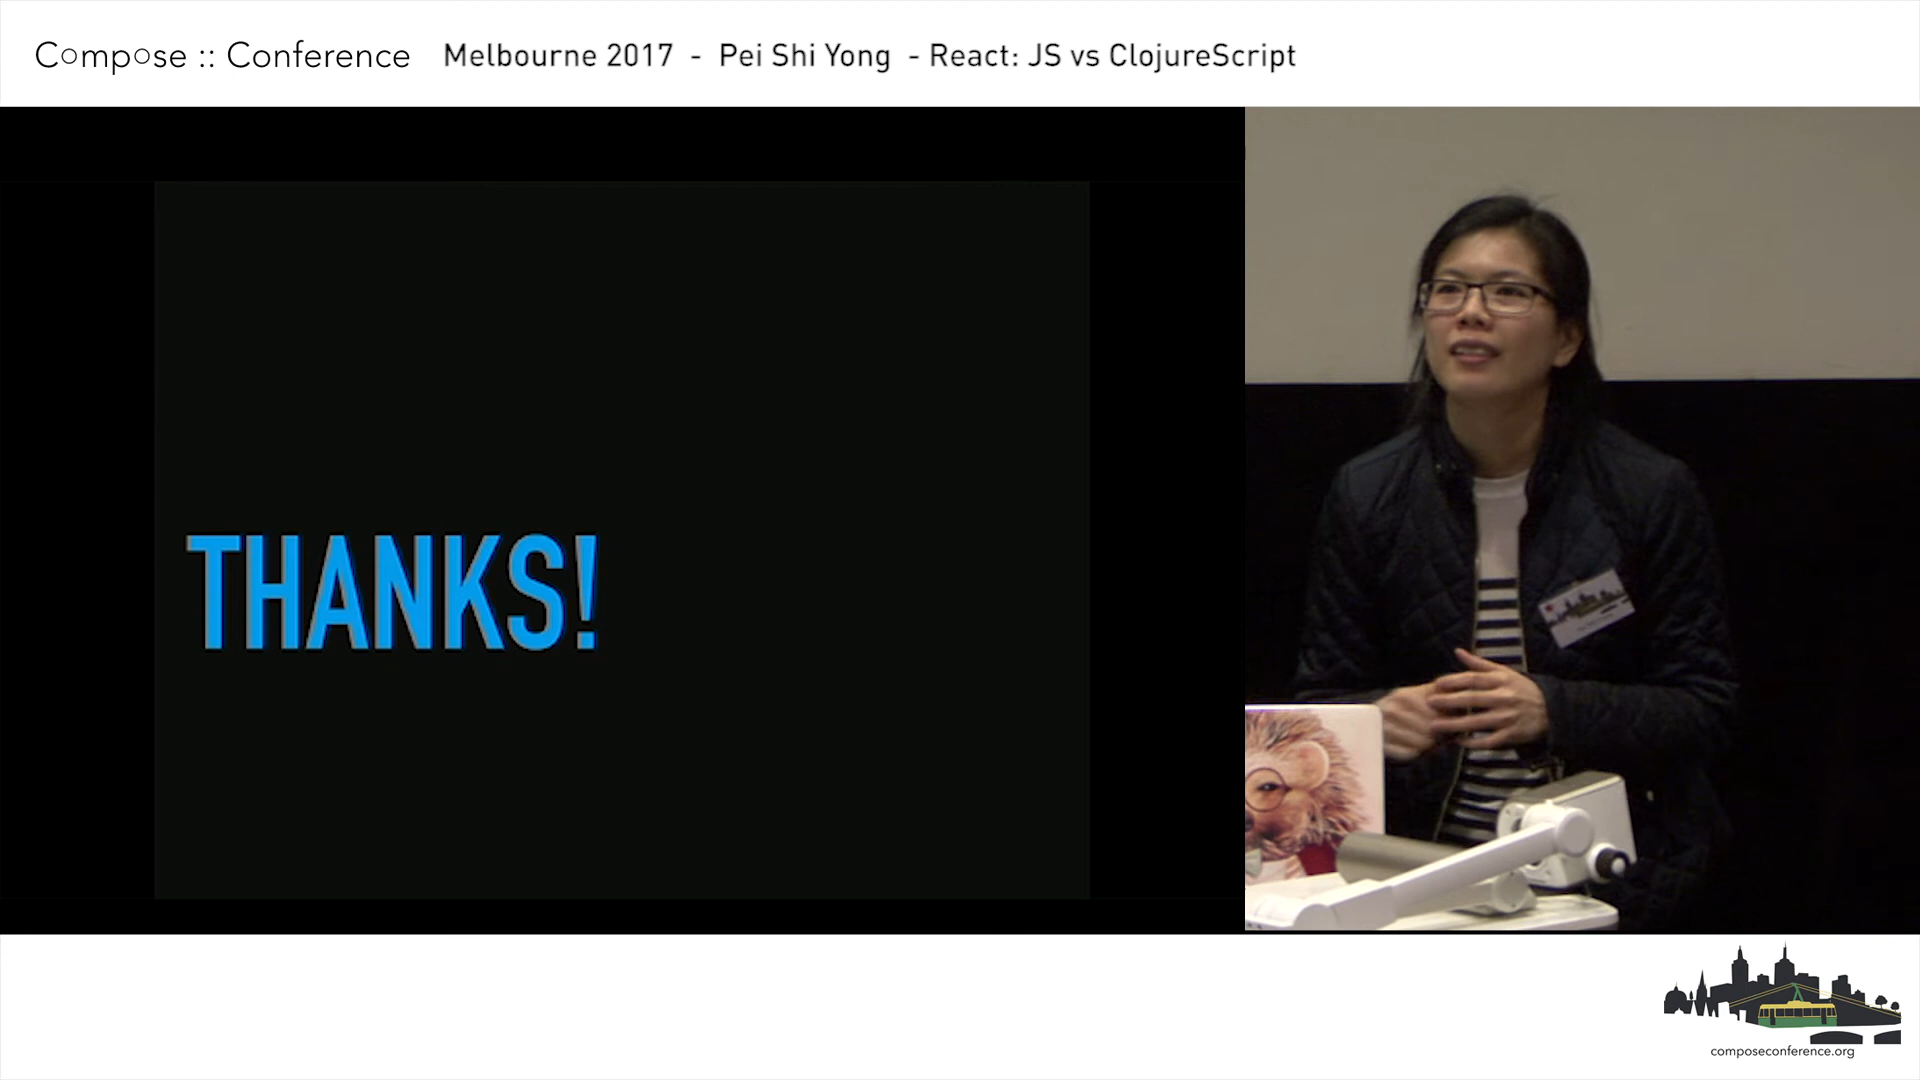 Compose :: Conference Melbourne 2017 - Pei Shi Yong - React: JS vs ClojureScript
THANKS!
composeconference.org